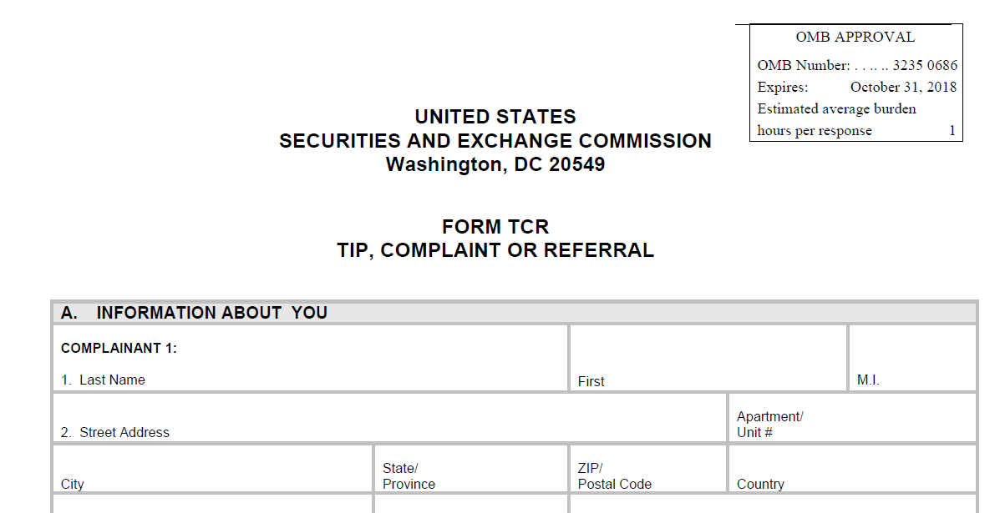 OMB APPROVAL
OMB Number: . . .. .. 3235 0686
Expires: October 31, 2018
Estimated average burden
hours per response 1
UNITED STATES
SECURITIES AND EXCHANGE COMMISSION
Washington, DC 20549
FORM TCR
TIP, COMPLAINT OR REFERRAL
A. INFORMATION ABOUT YOU
COMPLAINANT 1:
1. Last Name First M.I.
2. Street Address Apartment/
Unit #
City State/
Province ZIP/
Postal Code Country